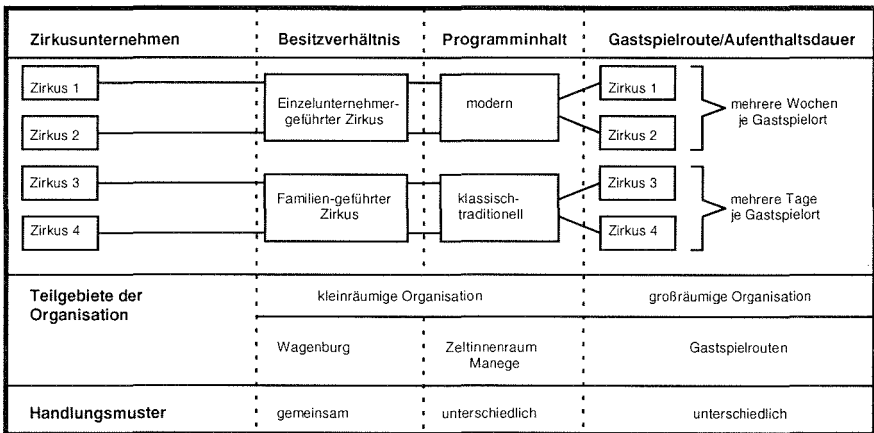 Zirkusunternehmen Besitzverhältnis Programminhalt Gastspielroute/Aufenthaltsdauer
Zirkus 1
Zirkus 2
Einzelunternehmer-
geführter Zirkus
modern
Zirkus 1
Zirkus 2
mehrere Wochen
je Gastspielort
Zirkus 3
Zirkus 4
Familien-geführter
Zirkus
klassisch-
traditionell
Zirkus 3
Zirkus 4
mehrere Tage
je Gastspielort
Teilgebiete der
Organisation
kleinräumige Organisation großräumige Organisation
Wagenburg Zeltinnenraum Gastspielrouten
Manege
Handlungsmuster gemeinsam unterschiedlich unterschiedlich